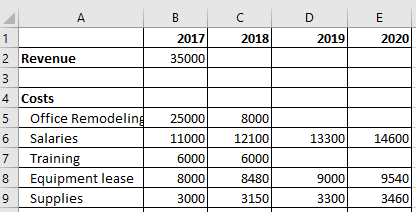 A B C D E
1 2017 2018 2019 2020
2 Revenue 35000
3
4 Costs
5 Office Remodeling 25000 8000
6 Salaries 11000 12100 13300 14600
7 Training 6000 6000
8 Equipment lease 8000 8480 9000 9540
9 Supplies 3000 3150 3300 3460